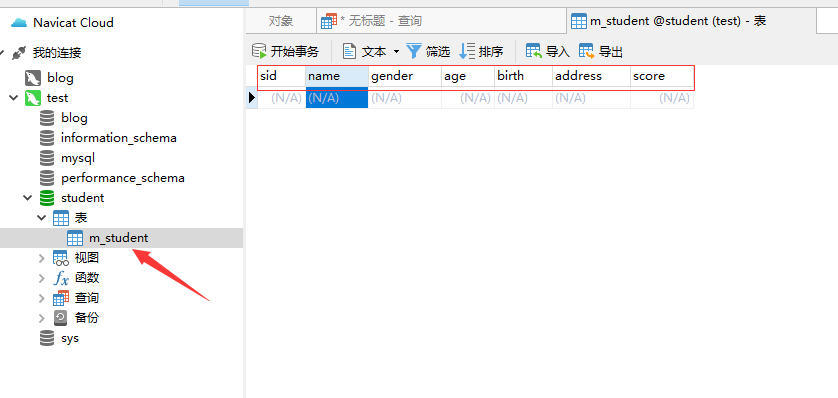 Navicat Cloud
我的连接
blog
test
blog
information_schema
mysql
performance_schema
student
表
m_student
视图
fx 函数
查询
备份
sys
对象 * 无标题 - 查询 m_student @student (test) - 表
开始事务 文本 筛选 排序 导入 导出
sid name gender age birth address score
(N/A) (N/A) (N/A) (N/A) (N/A) (N/A) (N/A)